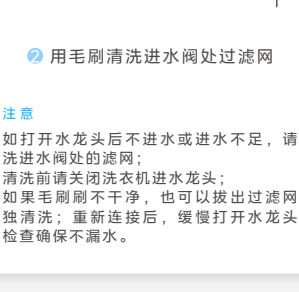 2 用毛刷清洗进水阀处过滤网
注意
如打开水龙头后不进水或进水不足，请
洗进水阀处的滤网；
清洗前请关闭洗衣机进水龙头；
如果毛刷刷不干净，也可以拔出过滤网
独清洗；重新连接后，缓慢打开水龙头
检查确保不漏水。